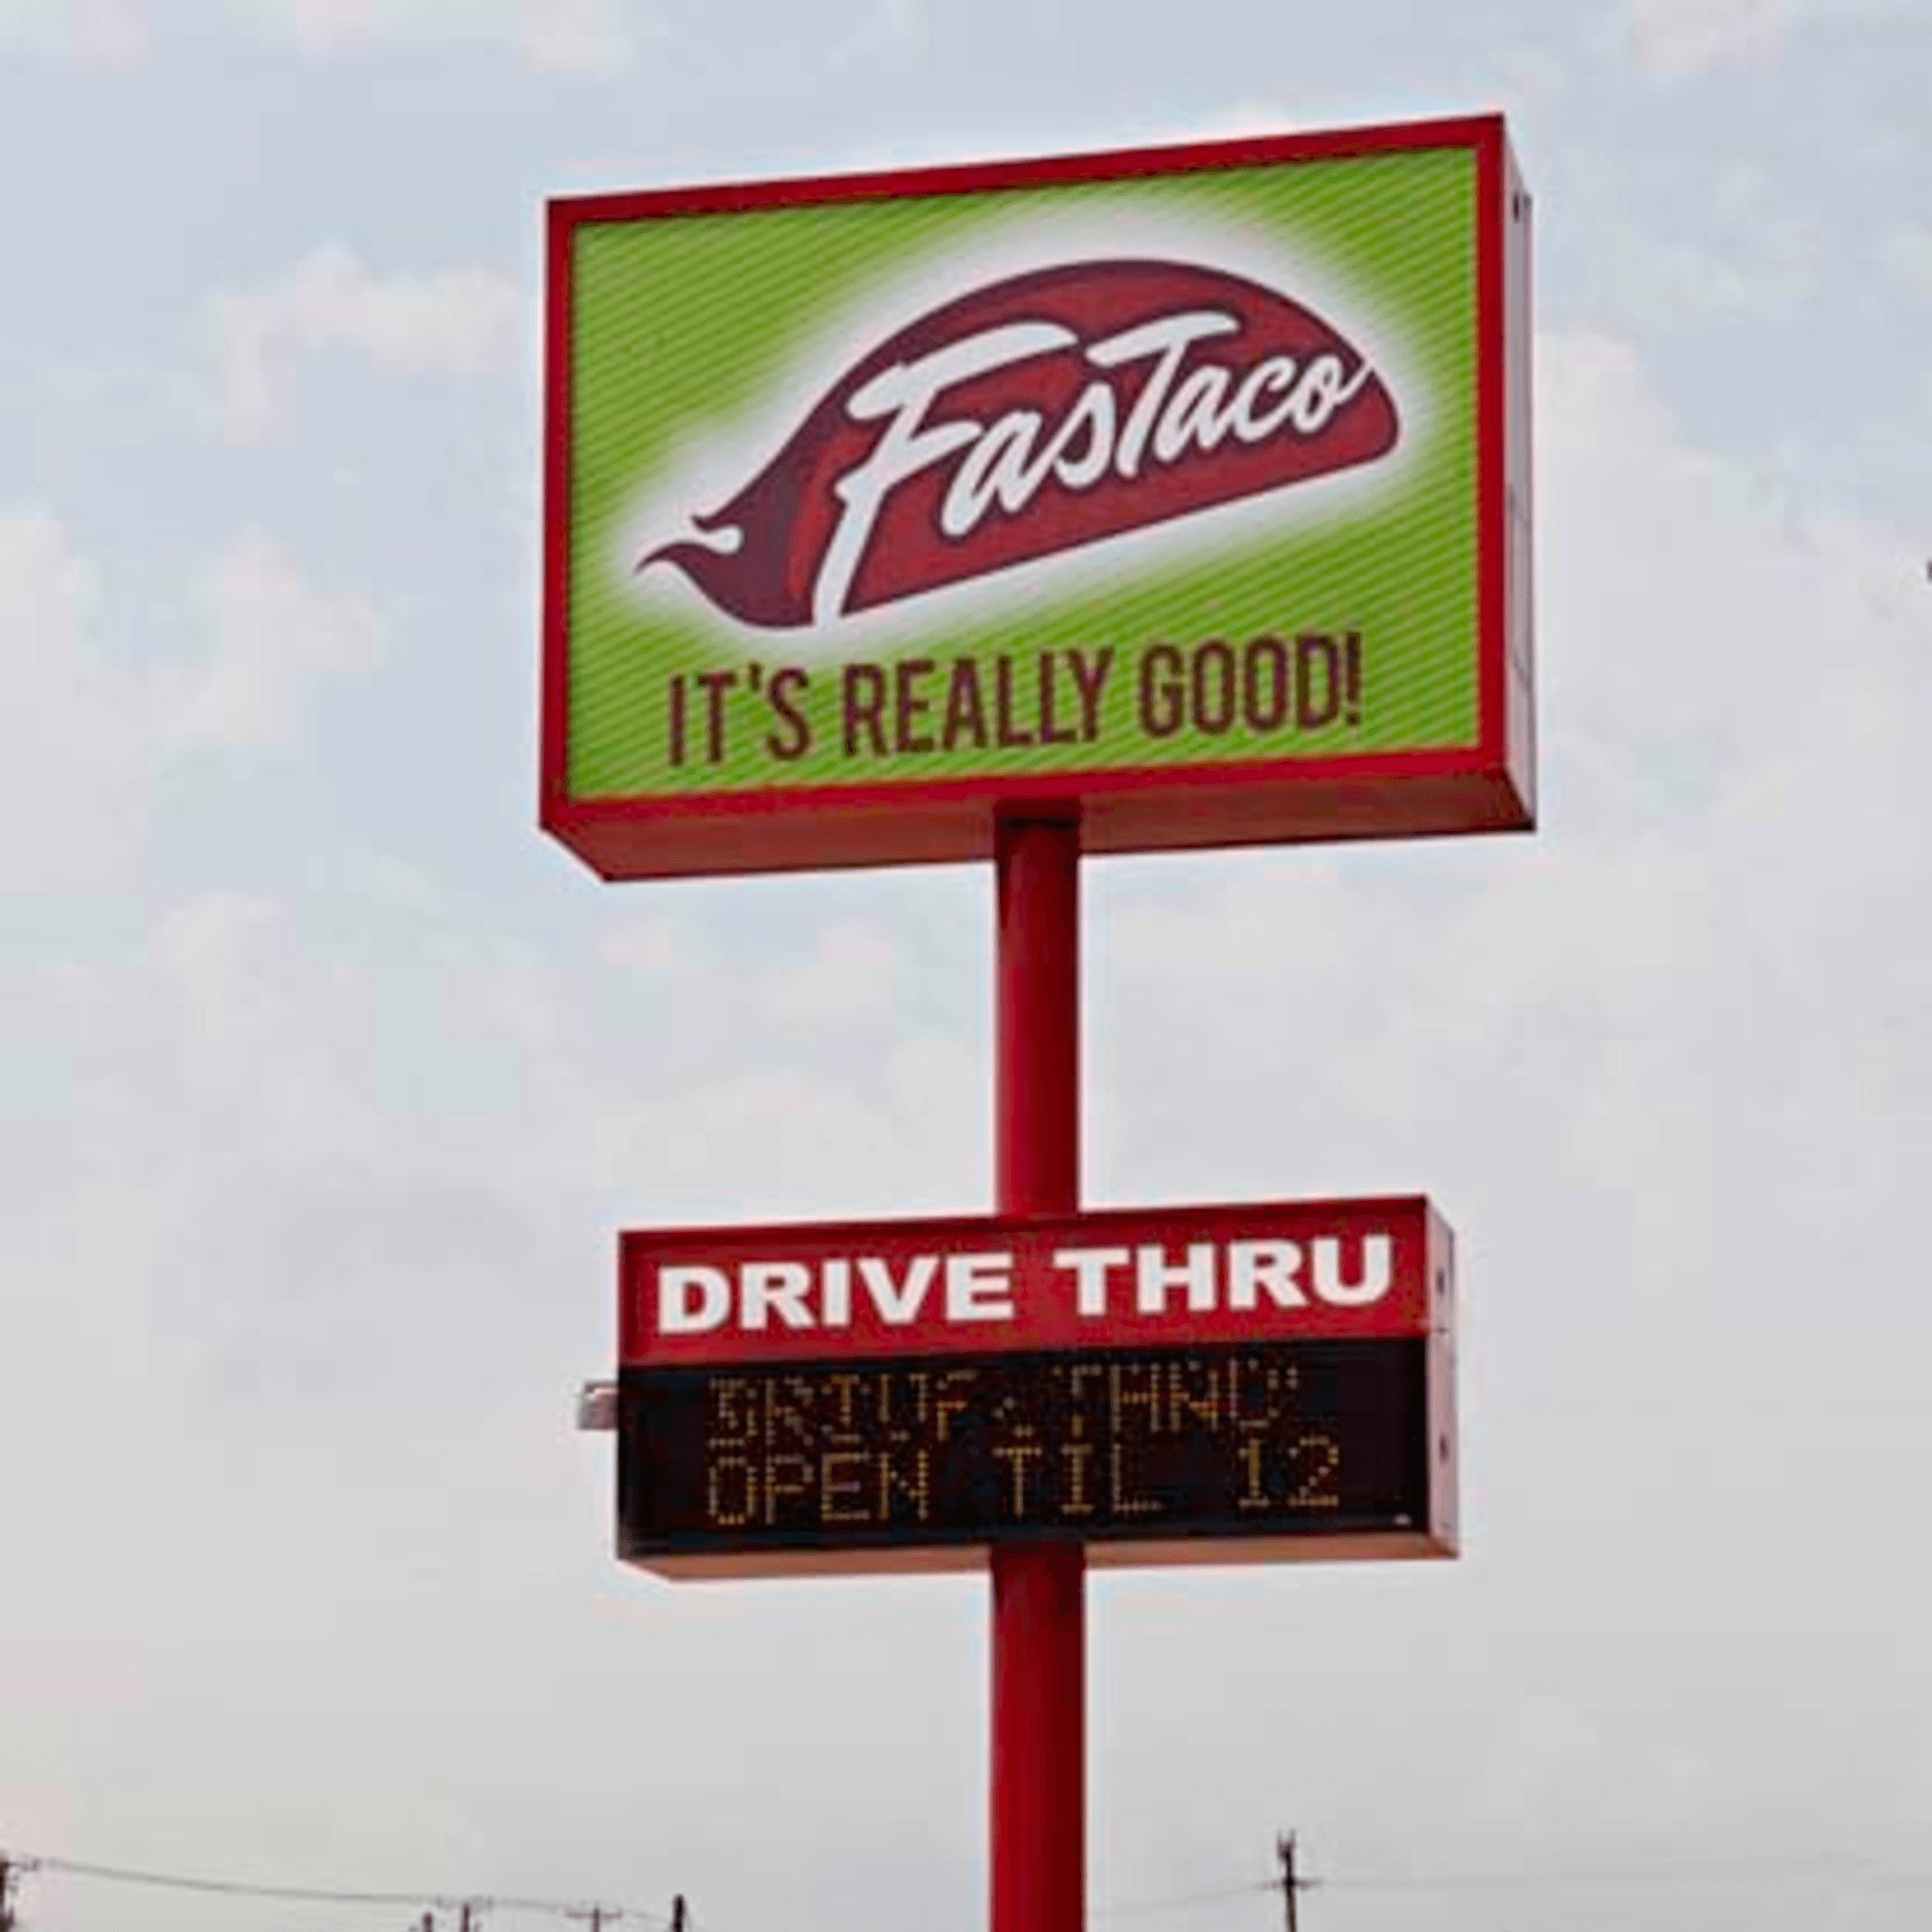 FasTaco
IT'S REALLY GOOD!
DRIVE THRU
OPEN TIL 12